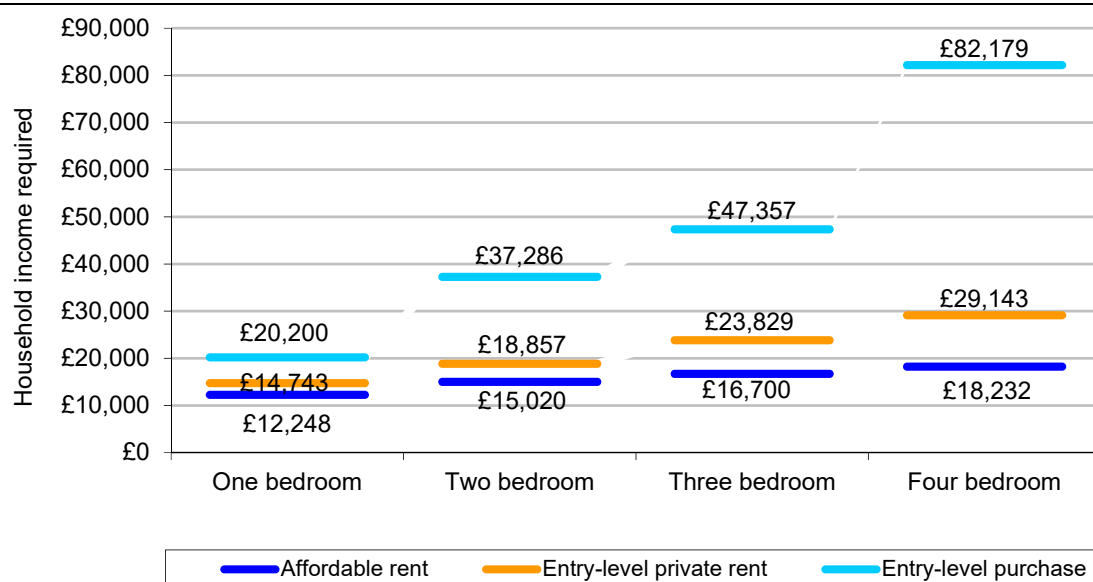 £90,000
£80,000
£70,000
£60,000
£50,000
£40,000
£30,000
£20,000
£10,000
£0
Household income required
£82,179
£47,357
£37,286
£29,143
£20,200
£23,829
£18,857
£14,743
£12,248
£15,020
£16,700
£18,232
One bedroom
Two bedroom
Three bedroom
Four bedroom
Affordable rent
Entry-level private rent
Entry-level purchase